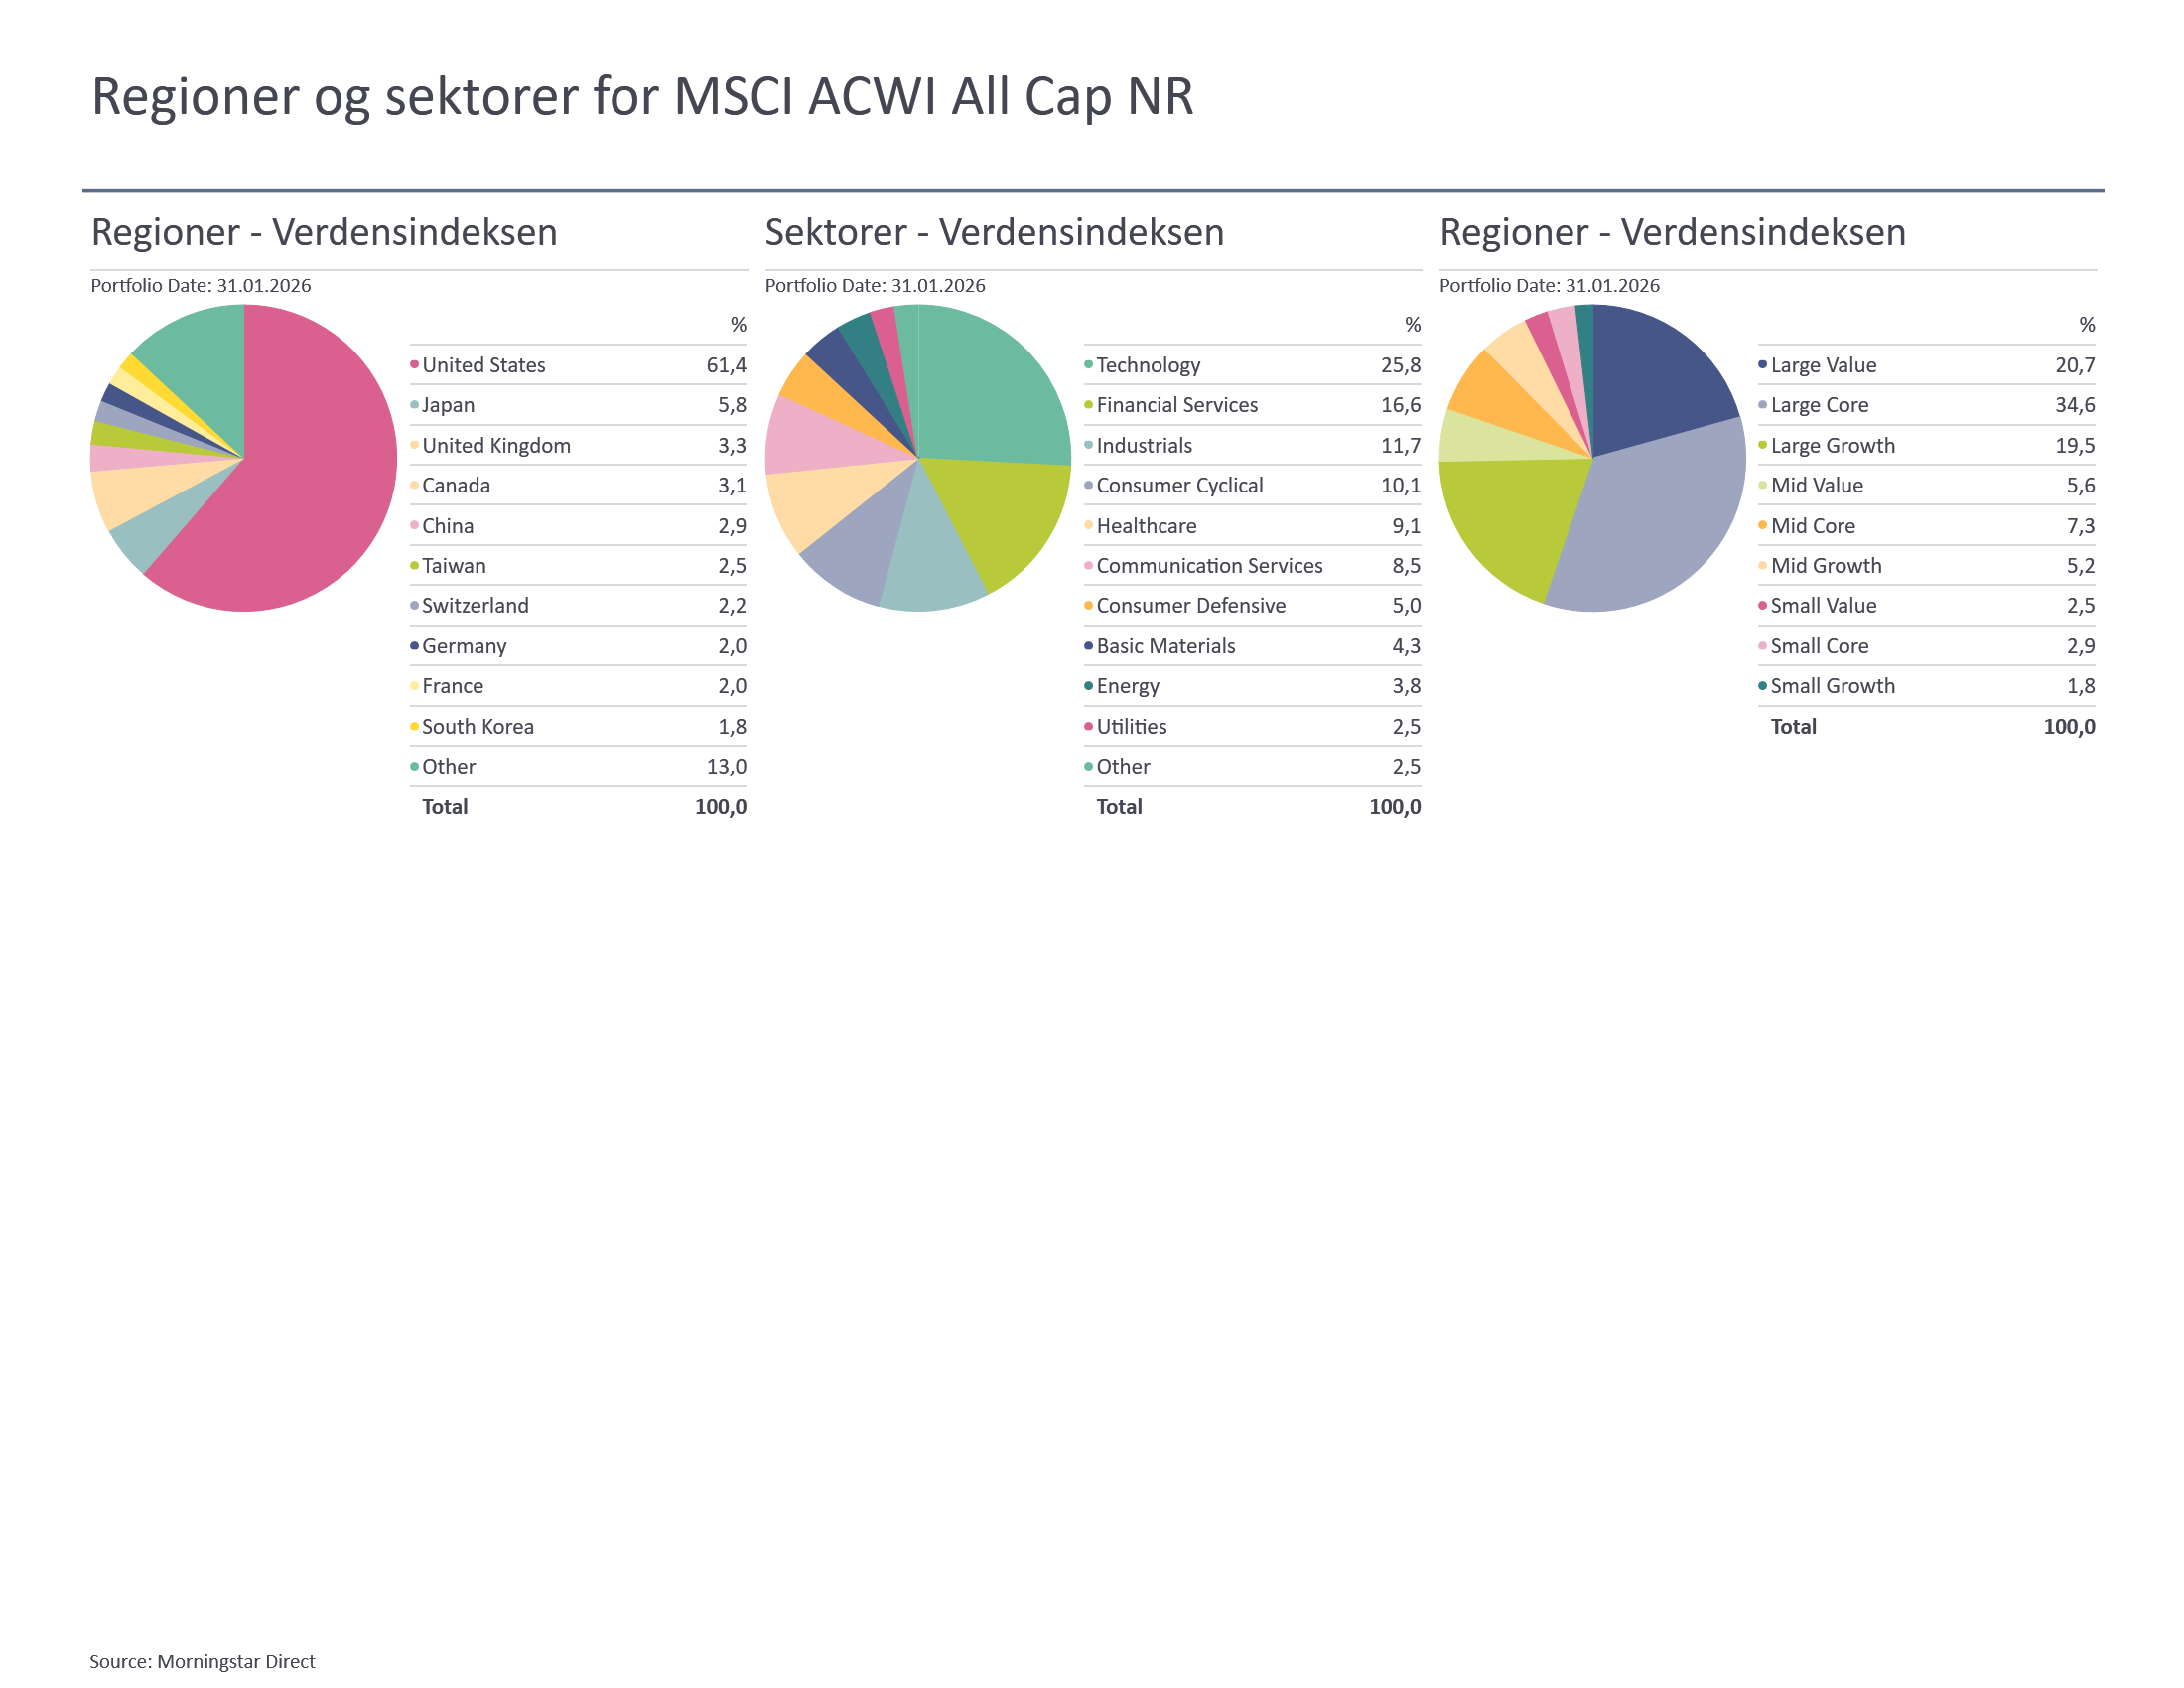 Regioner og sektorer for MSCI ACWI All Cap NR
Regioner - Verdensindeksen
Portfolio Date: 31.01.2026
%
United States 61,4
Japan 5,8
United Kingdom 3,3
Canada 3,1
China 2,9
Taiwan 2,5
Switzerland 2,2
Germany 2,0
France 2,0
South Korea 1,8
Other 13,0
Total 100,0
Sektorer - Verdensindeksen
Portfolio Date: 31.01.2026
%
Technology 25,8
Financial Services 16,6
Industrials 11,7
Consumer Cyclical 10,1
Healthcare 9,1
Communication Services 8,5
Consumer Defensive 5,0
Basic Materials 4,3
Energy 3,8
Utilities 2,5
Other 2,5
Total 100,0
Regioner - Verdensindeksen
Portfolio Date: 31.01.2026
%
Large Value 20,7
Large Core 34,6
Large Growth 19,5
Mid Value 5,6
Mid Core 7,3
Mid Growth 5,2
Small Value 2,5
Small Core 2,9
Small Growth 1,8
Total 100,0
Source: Morningstar Direct